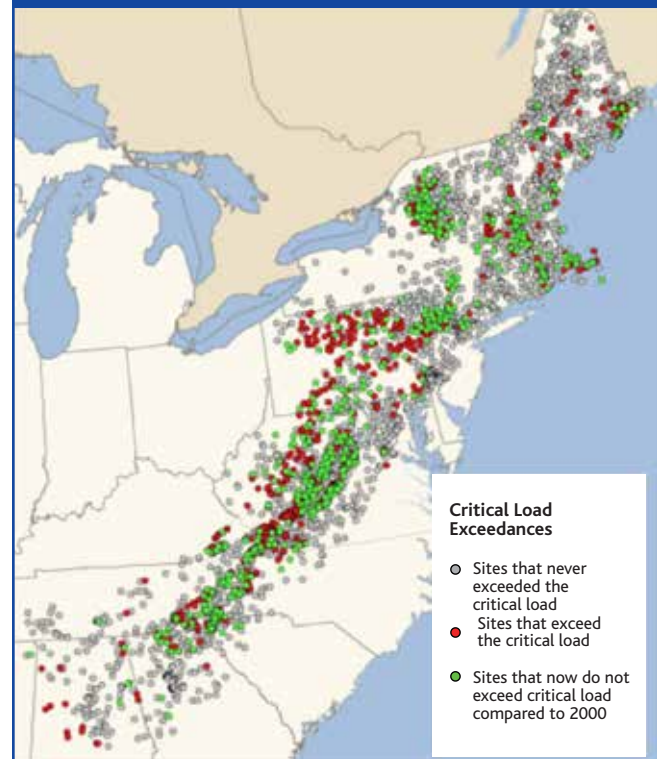 Critical Load
Exceedances
Sites that never
exceeded the
critical load
Sites that exceed
the critical load
Sites that now do not
exceed critical load
compared to 2000